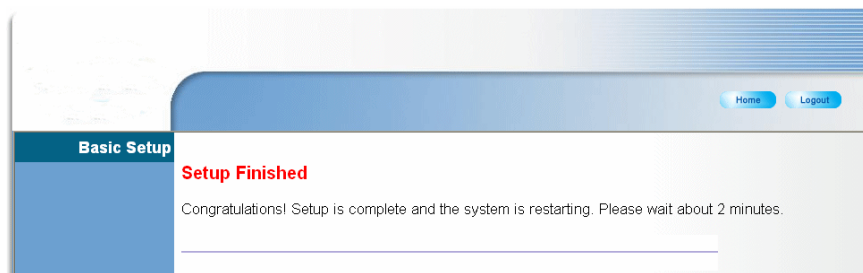 Home Logout
Basic Setup
Setup Finished
Congratulations! Setup is complete and the system is restarting. Please wait about 2 minutes.